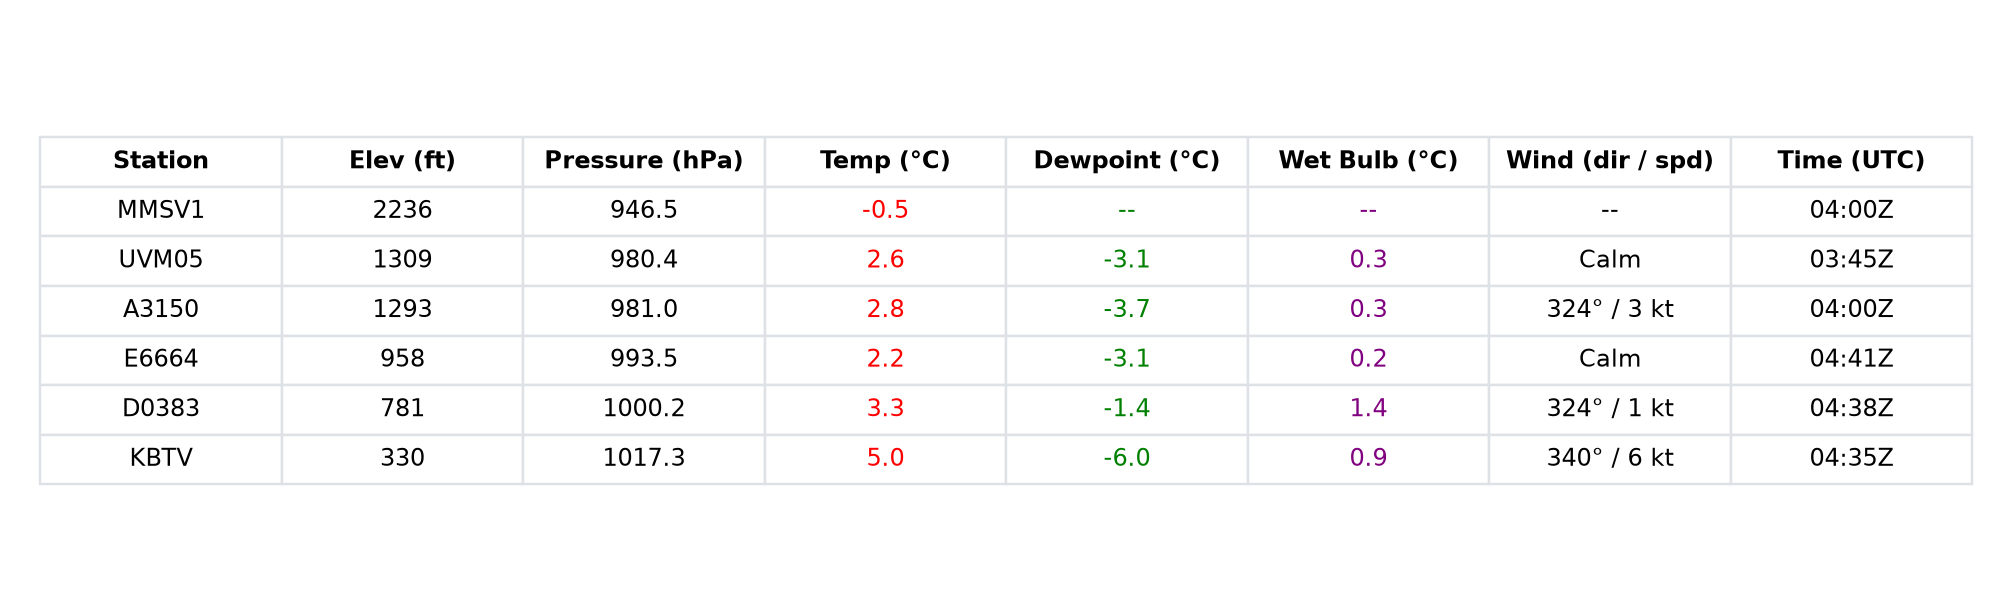 Station Elev (ft) Pressure (hPa) Temp (°C) Dewpoint (°C) Wet Bulb (°C) Wind (dir / spd) Time (UTC)
MMSV1 2236 946.5 -0.5 -- -- -- 04:00Z
UVM05 1309 980.4 2.6 -3.1 0.3 Calm 03:45Z
A3150 1293 981.0 2.8 -3.7 0.3 324° / 3 kt 04:00Z
E6664 958 993.5 2.2 -3.1 0.2 Calm 04:41Z
D0383 781 1000.2 3.3 -1.4 1.4 324° / 1 kt 04:38Z
KBTV 330 1017.3 5.0 -6.0 0.9 340° / 6 kt 04:35Z